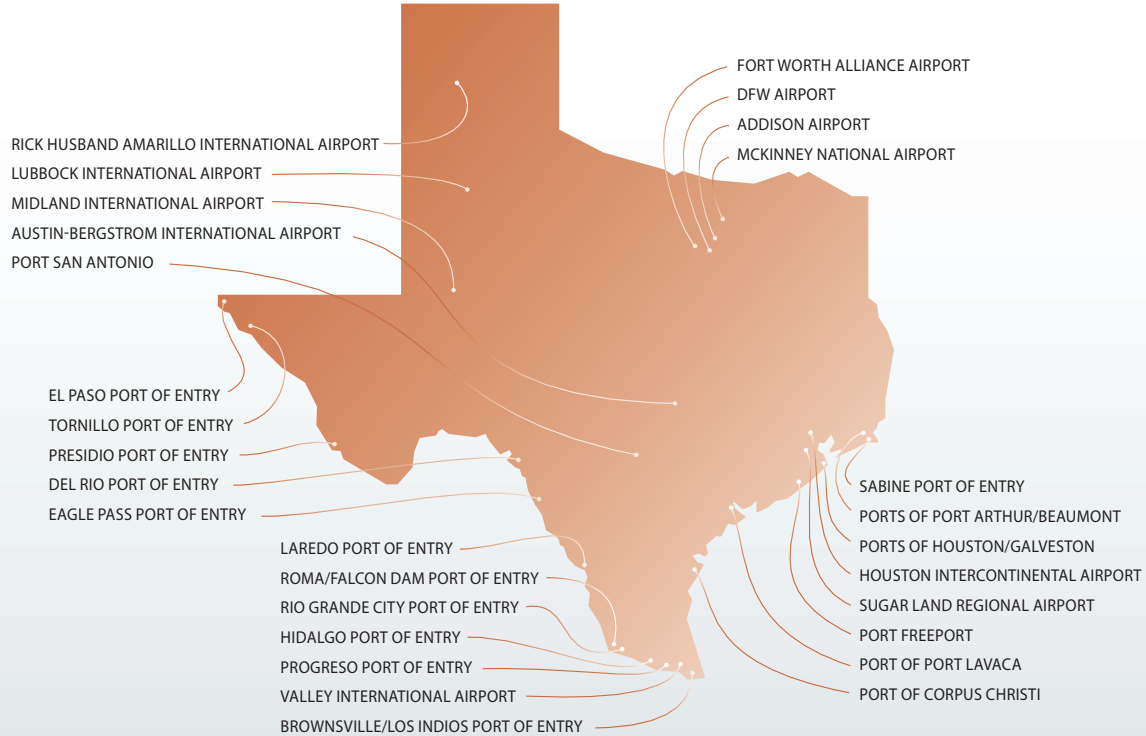 FORT WORTH ALLIANCE AIRPORT
DFW AIRPORT
ADDISON AIRPORT
MCKINNEY NATIONAL AIRPORT
RICK HUSBAND AMARILLO INTERNATIONAL AIRPORT
LUBBOCK INTERNATIONAL AIRPORT
MIDLAND INTERNATIONAL AIRPORT
AUSTIN-BERGSTROM INTERNATIONAL AIRPORT
PORT SAN ANTONIO
EL PASO PORT OF ENTRY
TORNILLO PORT OF ENTRY
PRESIDIO PORT OF ENTRY
DEL RIO PORT OF ENTRY
EAGLE PASS PORT OF ENTRY
LAREDO PORT OF ENTRY
ROMA/FALCON DAM PORT OF ENTRY
RIO GRANDE CITY PORT OF ENTRY
HIDALGO PORT OF ENTRY
PROGRESO PORT OF ENTRY
VALLEY INTERNATIONAL AIRPORT
BROWNSVILLE/LOS INDIOS PORT OF ENTRY
SABINE PORT OF ENTRY
PORTS OF PORT ARTHUR/BEAUMONT
PORTS OF HOUSTON/GALVESTON
HOUSTON INTERCONTINENTAL AIRPORT
SUGAR LAND REGIONAL AIRPORT
PORT FREEPORT
PORT OF PORT LAVACA
PORT OF CORPUS CHRISTI